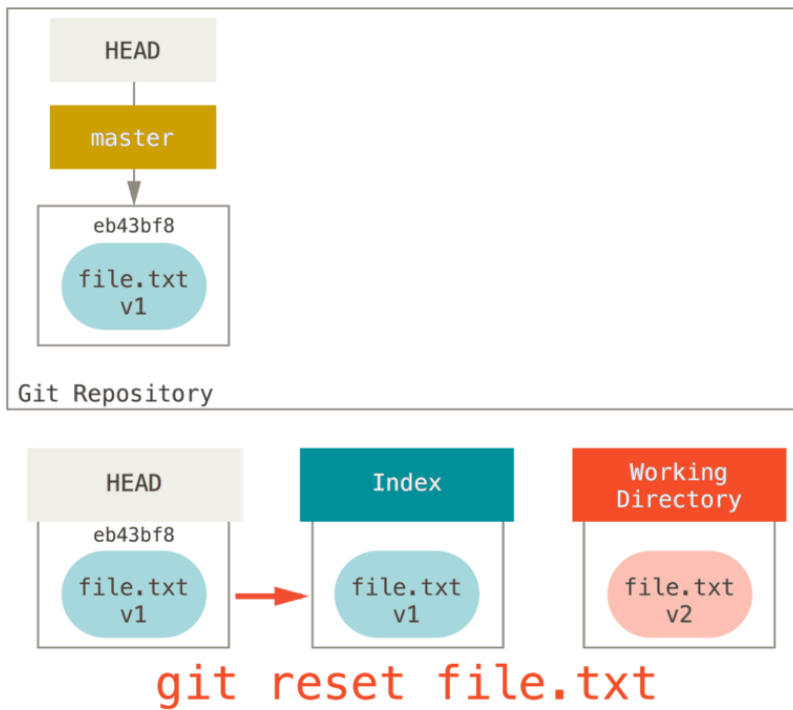 HEAD
master
eb43bf8
file.txt
v1
Git Repository
HEAD
eb43bf8
file.txt
v1
Index
file.txt
v1
Working
Directory
file.txt
v2
git reset file.txt